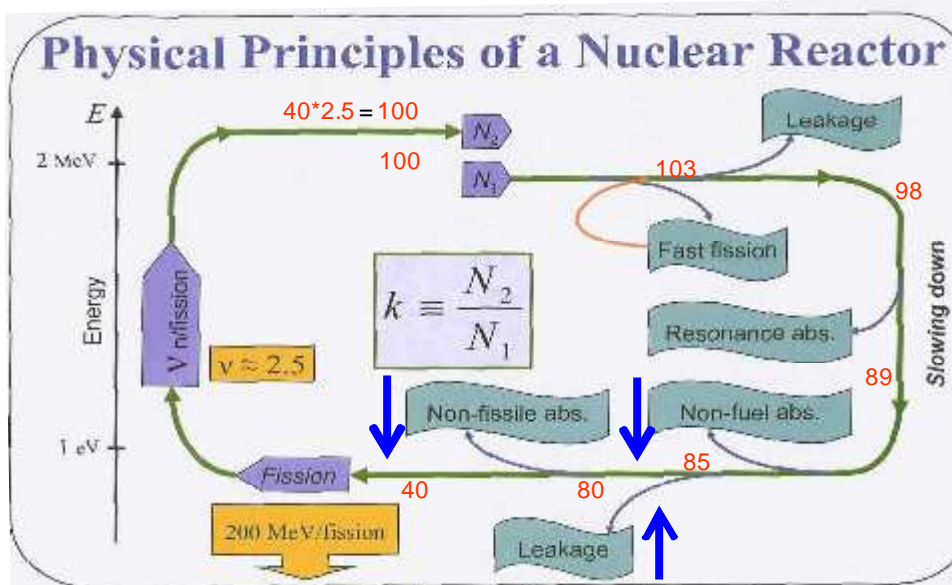 Physical Principles of a Nuclear Reactor
E
40*2.5 = 100
N₂
Leakage
2 MeV
100
N₁
103
98
Fast fission
Energy
ν n/fission
k ≡ N₂ / N₁
Resonance abs.
Slowing down
ν ≈ 2.5
89
Non-fissile abs.
Non-fuel abs.
1 eV
Fission
40
80
85
200 MeV/fission
Leakage